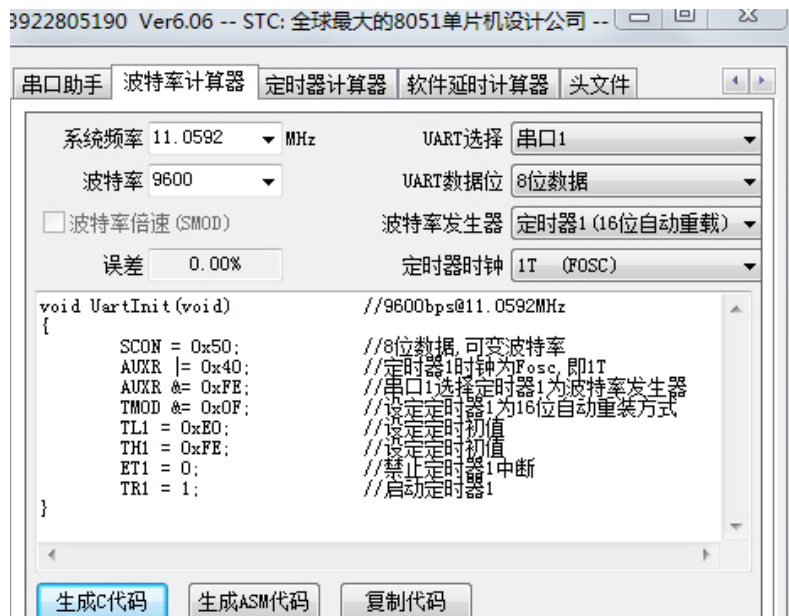 3922805190 Ver6.06 -- STC: 全球最大的8051单片机设计公司 --
串口助手 波特率计算器 定时器计算器 软件延时计算器 头文件
系统频率 11.0592 MHz UART选择 串口1
波特率 9600 UART数据位 8位数据
波特率倍速(SMOD) 波特率发生器 定时器1(16位自动重载)
误差 0.00% 定时器时钟 1T (FOSC)
void UartInit(void) //9600bps@11.0592MHz
{
SCON = 0x50; //8位数据,可变波特率
AUXR |= 0x40; //定时器1时钟为Fosc,即1T
AUXR &= 0xFE; //串口1选择定时器1为波特率发生器
TMOD &= 0x0F; //设定定时器1为16位自动重装方式
TL1 = 0xE0; //设定定时初值
TH1 = 0xFE; //设定定时初值
ET1 = 0; //禁止定时器1中断
TR1 = 1; //启动定时器1
}
生成C代码 生成ASM代码 复制代码